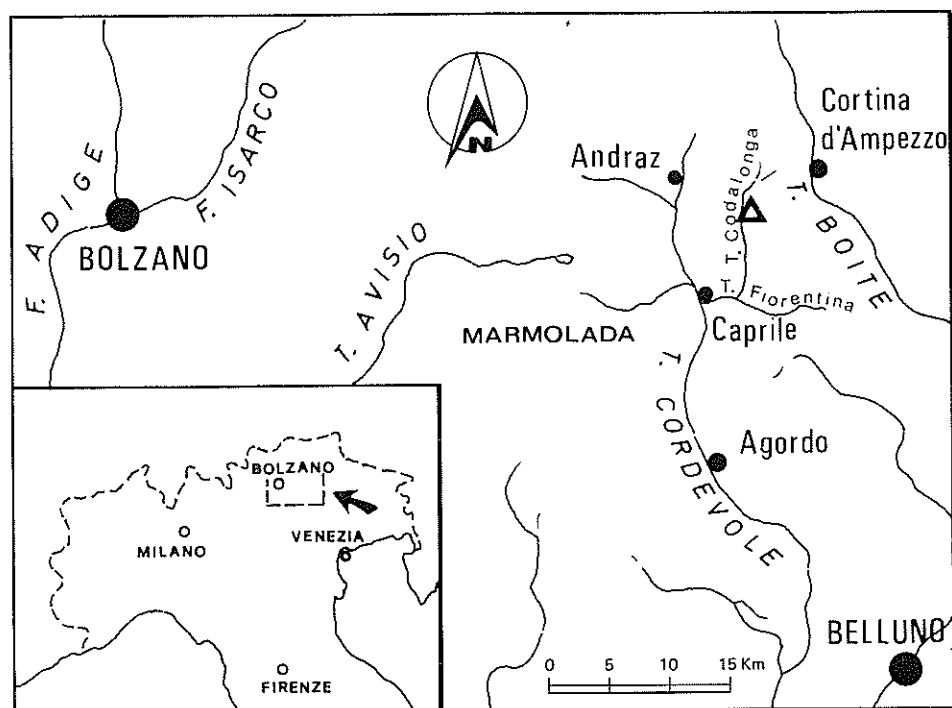 F. ADIGE
F. ISARCO
BOLZANO
N
T. AVISIO
Andraz
T. Codalonga
Cortina
d'Ampezzo
T. BOITE
T. Fiorentina
MARMOLADA
Caprile
T. CORDEVOLE
Agordo
BELLUNO
0 5 10 15 Km
BOLZANO
MILANO
VENEZIA
FIRENZE